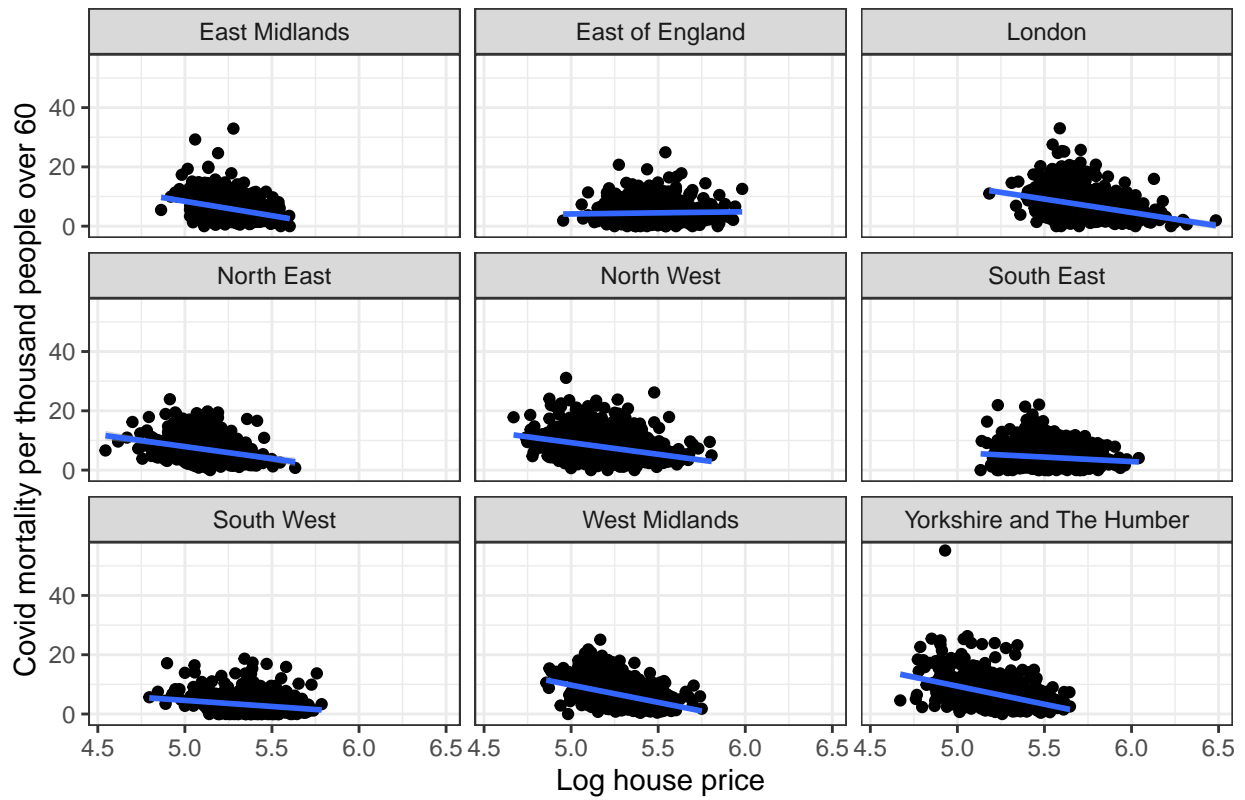 Covid mortality per thousand people over 60
East Midlands
East of England
London
40
20
0
North East
North West
South East
40
20
0
South West
West Midlands
Yorkshire and The Humber
40
20
0
4.5 5.0 5.5 6.0 6.5 4.5 5.0 5.5 6.0 6.5 4.5 5.0 5.5 6.0 6.5
Log house price